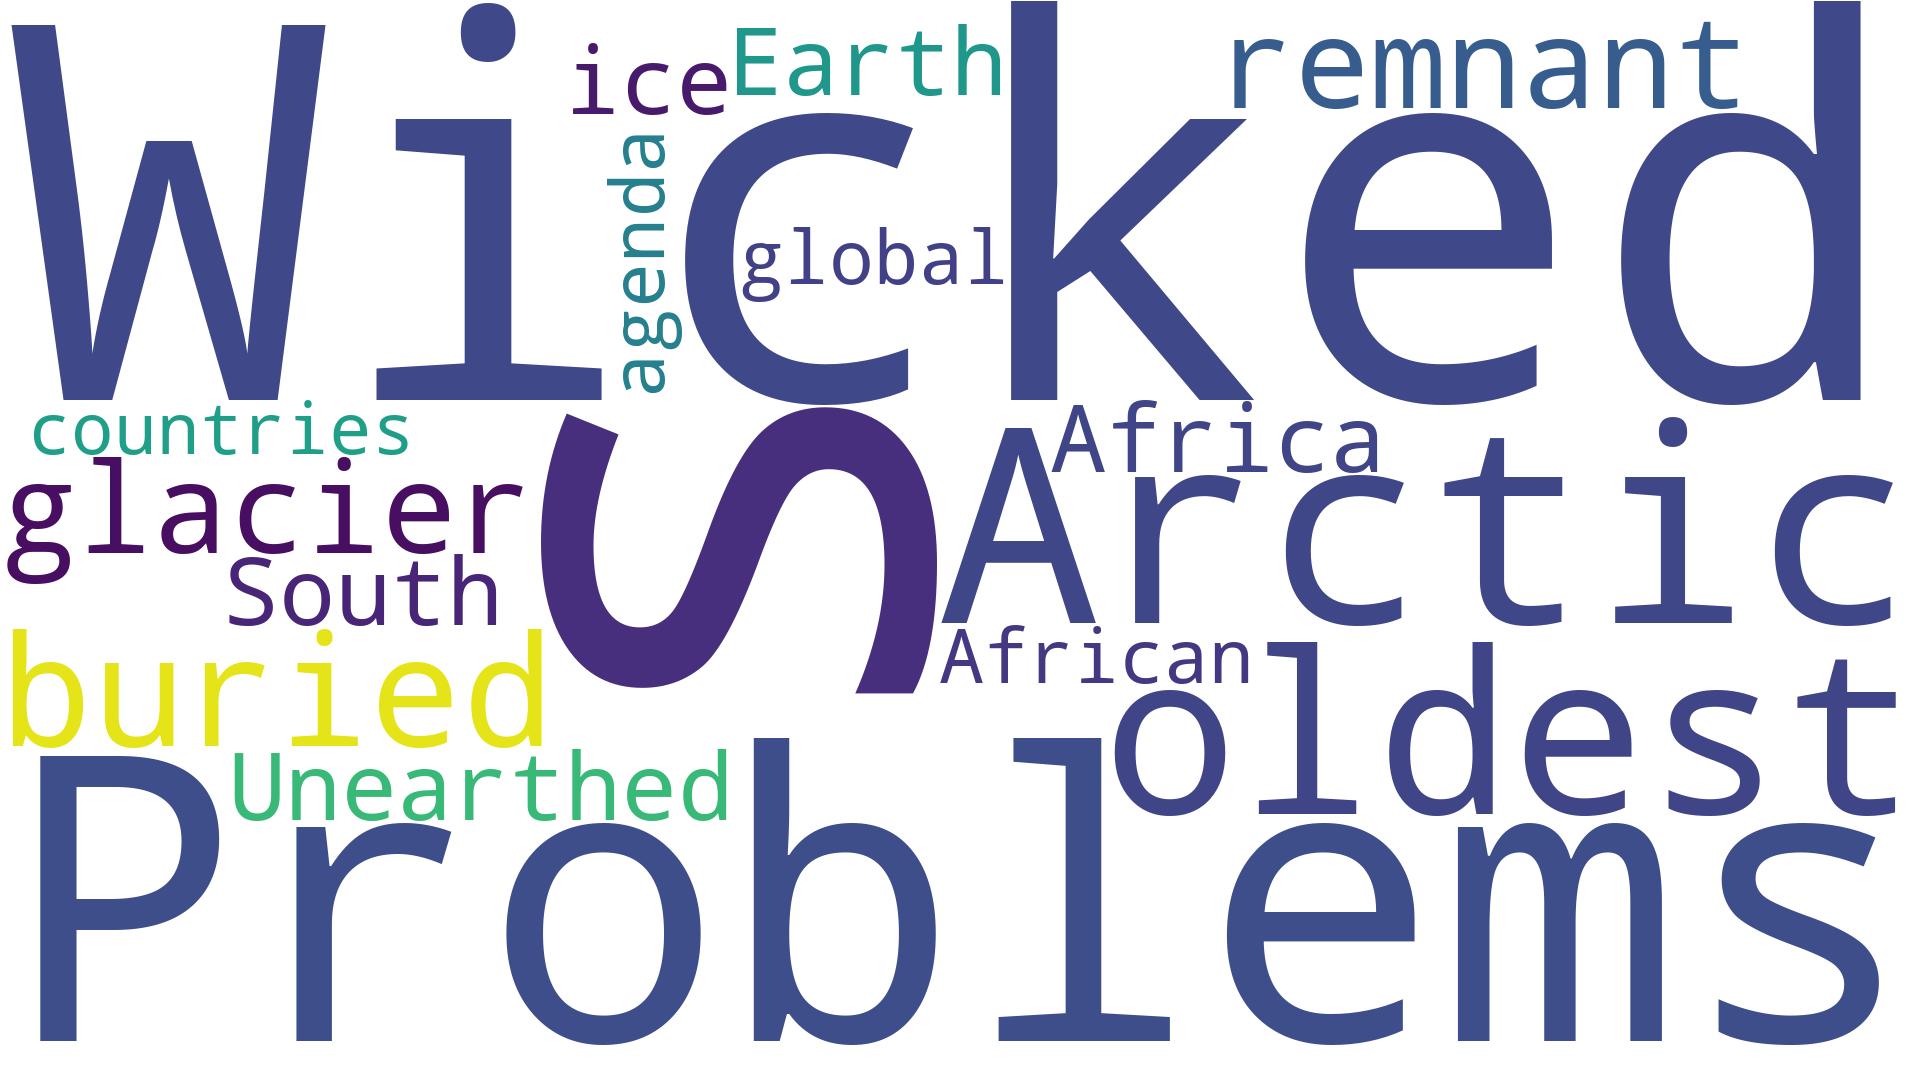 Wicked
ice
Earth
remnant
agenda
global
countries
Africa
glacier
S
Arctic
South
buried
African
oldest
Unearthed
Problems